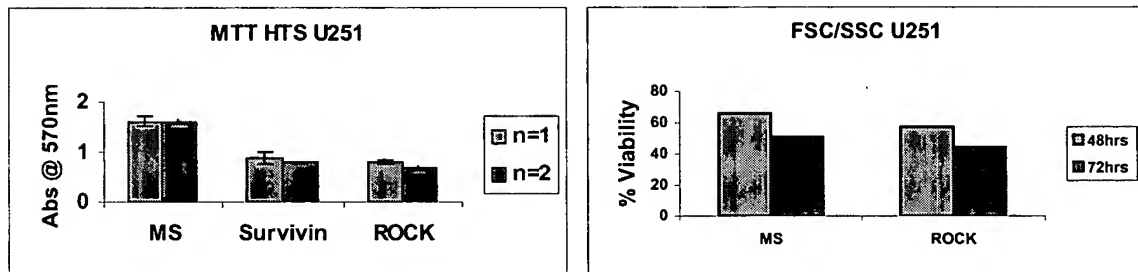 MTT HTS U251
Abs @ 570nm
2
1
0
MS Survivin ROCK
n=1
n=2
FSC/SSC U251
% Viability
80
60
40
20
0
MS ROCK
48hrs
72hrs